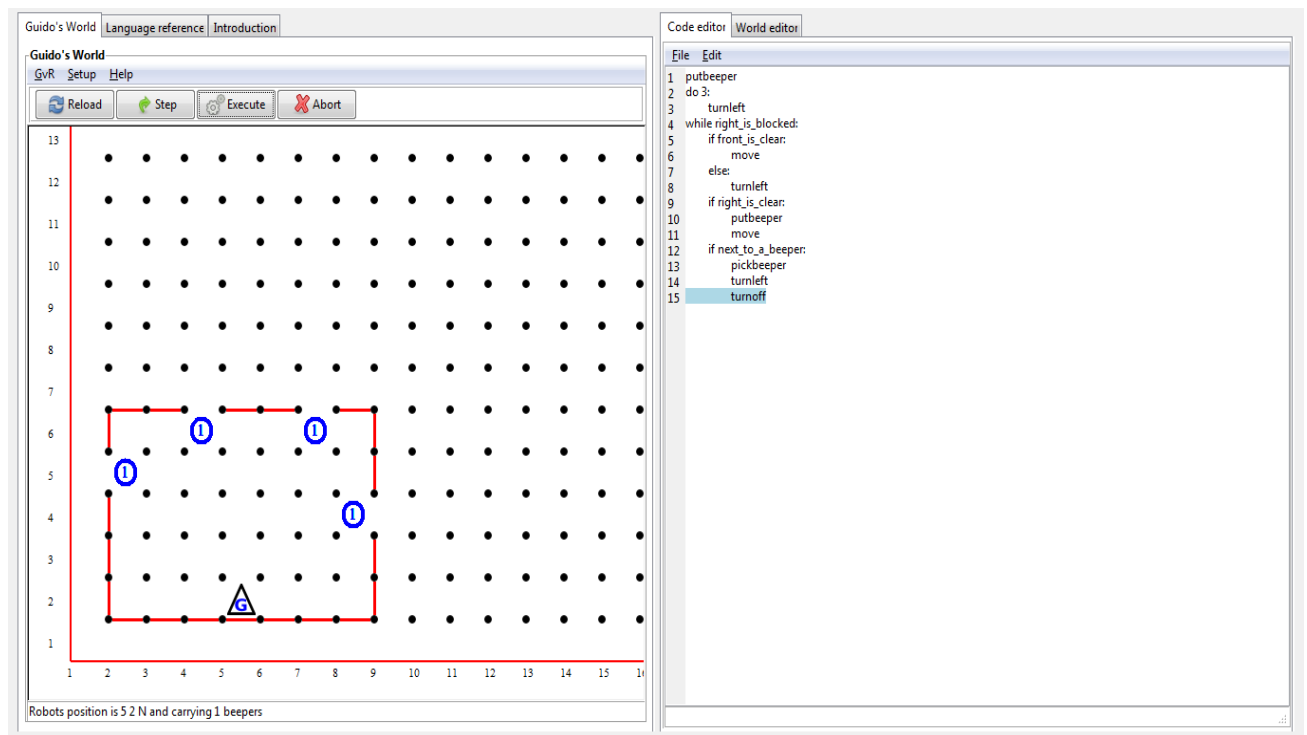 Guido's World Language reference Introduction
Guido's World
GvR Setup Help
Reload Step Execute Abort
13
12
11
10
9
8
7
6
5
4
3
2
1
1 1
1
1
G
1 2 3 4 5 6 7 8 9 10 11 12 13 14 15
Robots position is 5 2 N and carrying 1 beepers
Code editor World editor
File Edit
1 putbeeper
2 do 3:
3 turnleft
4 while right_is_blocked:
5 if front_is_clear:
6 move
7 else:
8 turnleft
9 if right_is_clear:
10 putbeeper
11 move
12 if next_to_a_beeper:
13 pickbeeper
14 turnleft
15 turnoff